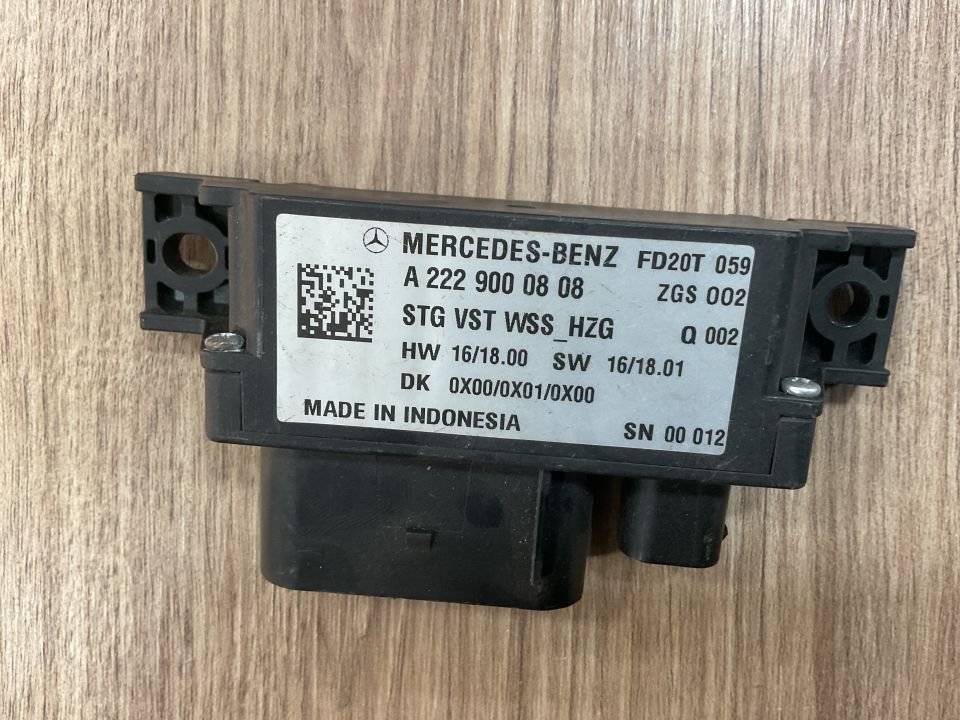 MERCEDES-BENZ FD20T 059
A 222 900 08 08 ZGS 002
STG VST WSS_HZG Q 002
HW 16/18.00 SW 16/18.01
DK 0X00/0X01/0X00
MADE IN INDONESIA SN 00 012